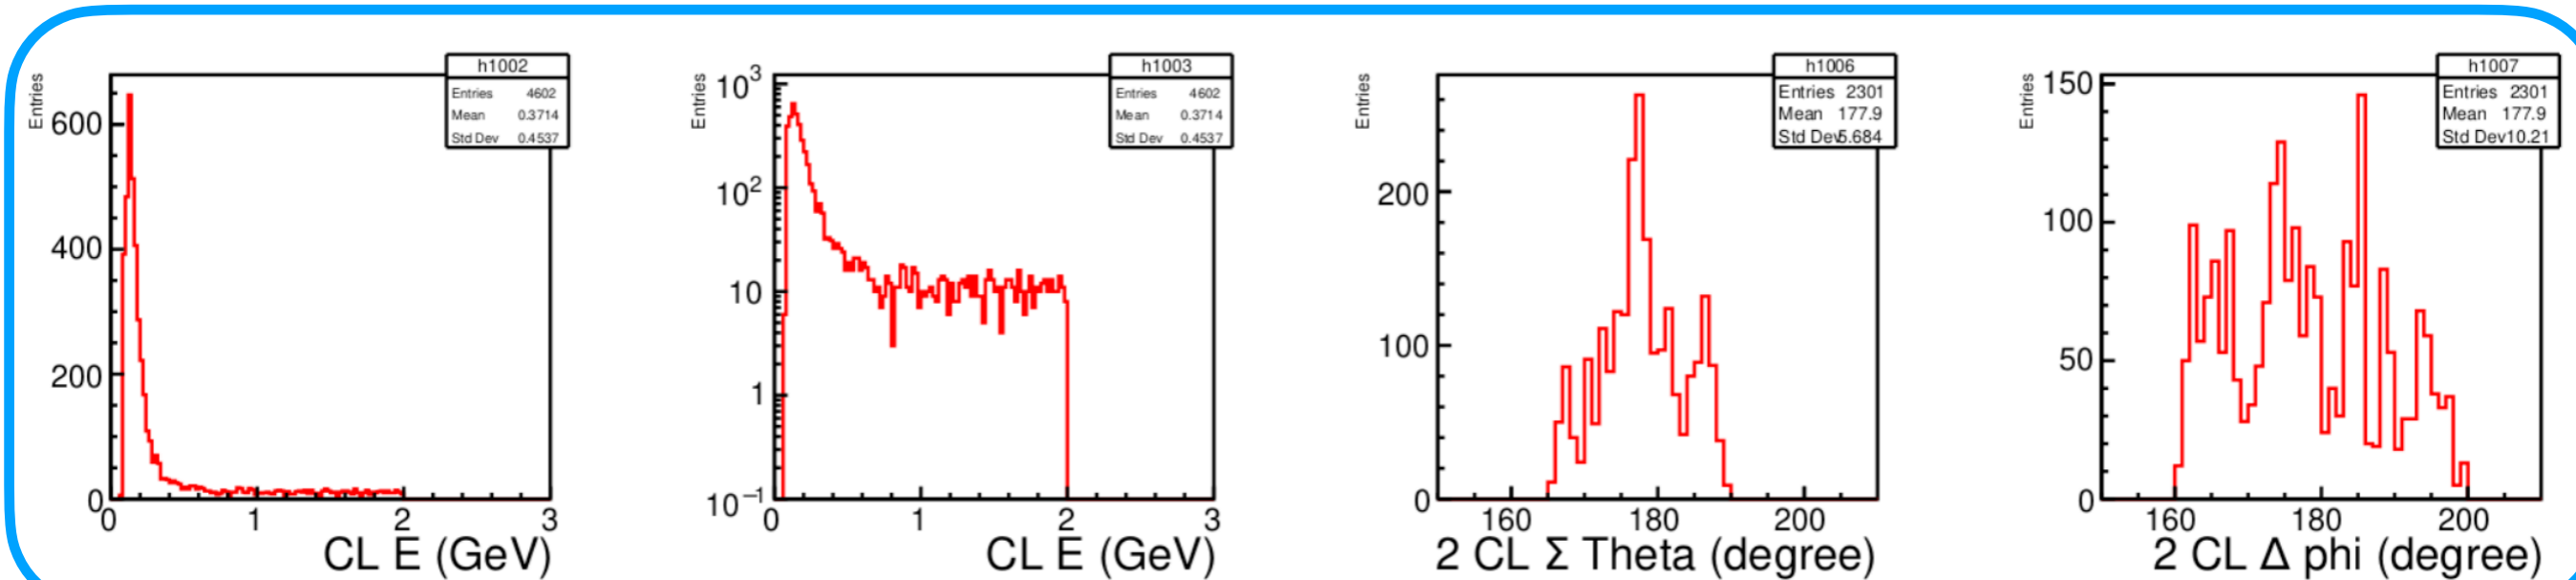 h1002
Entries 4602
Mean 0.3714
Std Dev 0.4537
Entries
600
400
200
0
0 1 2 3
CL E (GeV)
h1003
Entries 4602
Mean 0.3714
Std Dev 0.4537
Entries
10³
10²
10
1
10⁻¹
0 1 2 3
CL E (GeV)
h1006
Entries 2301
Mean 177.9
Std Dev 5.684
Entries
200
100
0
160 180 200
2 CL Σ Theta (degree)
h1007
Entries 2301
Mean 177.9
Std Dev 10.21
Entries
150
100
50
0
160 180 200
2 CL Δ phi (degree)